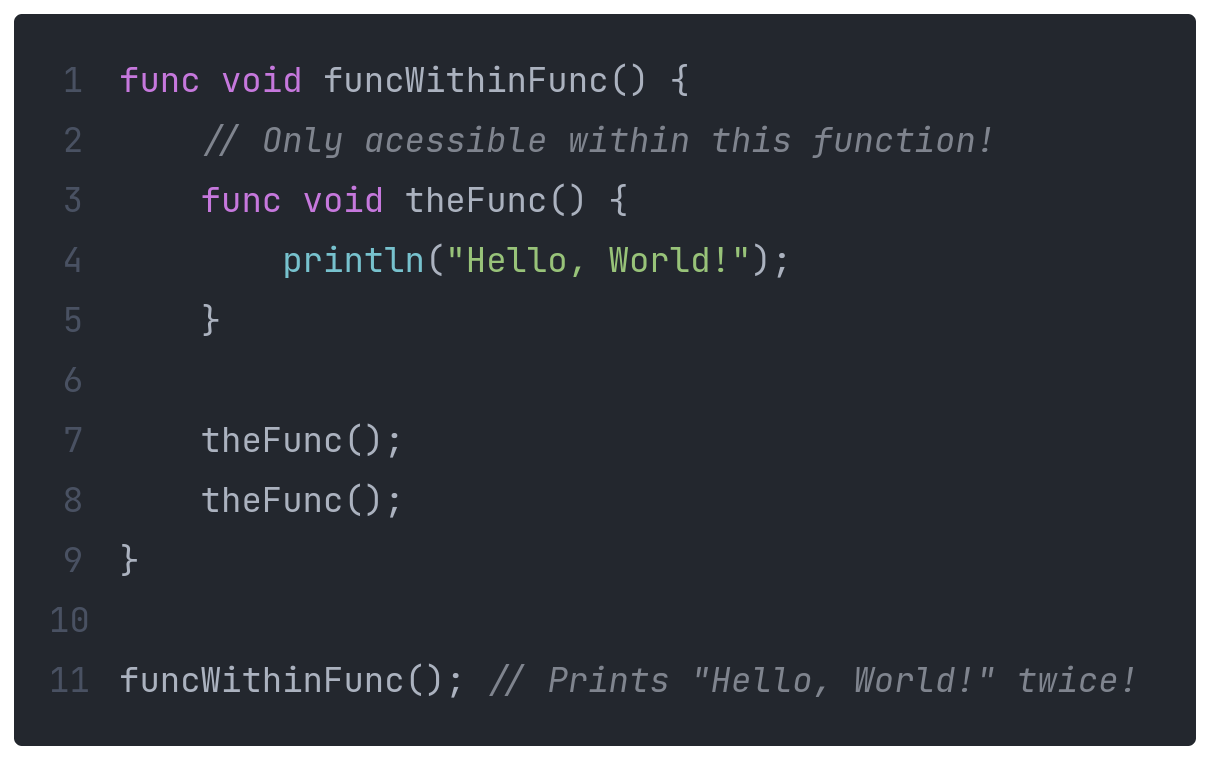 1 func void funcWithinFunc() {
2     // Only acessible within this function!
3     func void theFunc() {
4         println("Hello, World!");
5     }
6
7     theFunc();
8     theFunc();
9 }
10
11 funcWithinFunc(); // Prints "Hello, World!" twice!